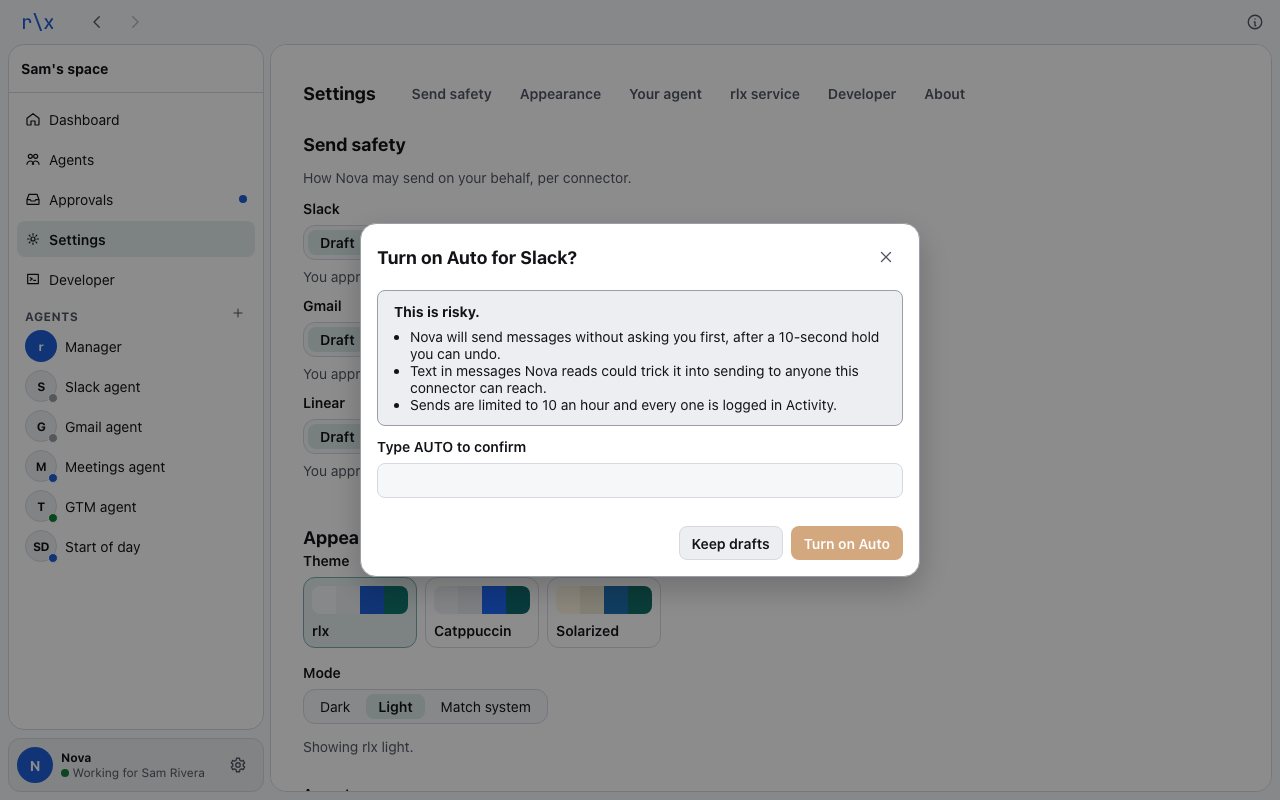 r\x
Sam's space
Dashboard
Agents
Approvals
Settings
Developer
AGENTS
r Manager
S Slack agent
G Gmail agent
M Meetings agent
T GTM agent
SD Start of day
N Nova
Working for Sam Rivera
Settings Send safety Appearance Your agent rlx service Developer About
Send safety
How Nova may send on your behalf, per connector.
Slack
Draft
You appr
Gmail
Draft
You appr
Linear
Draft
You appr
Turn on Auto for Slack?
This is risky.
• Nova will send messages without asking you first, after a 10-second hold
you can undo.
• Text in messages Nova reads could trick it into sending to anyone this
connector can reach.
• Sends are limited to 10 an hour and every one is logged in Activity.
Type AUTO to confirm
Keep drafts Turn on Auto
Appea
Theme
rlx Catppuccin Solarized
Mode
Dark Light Match system
Showing rlx light.